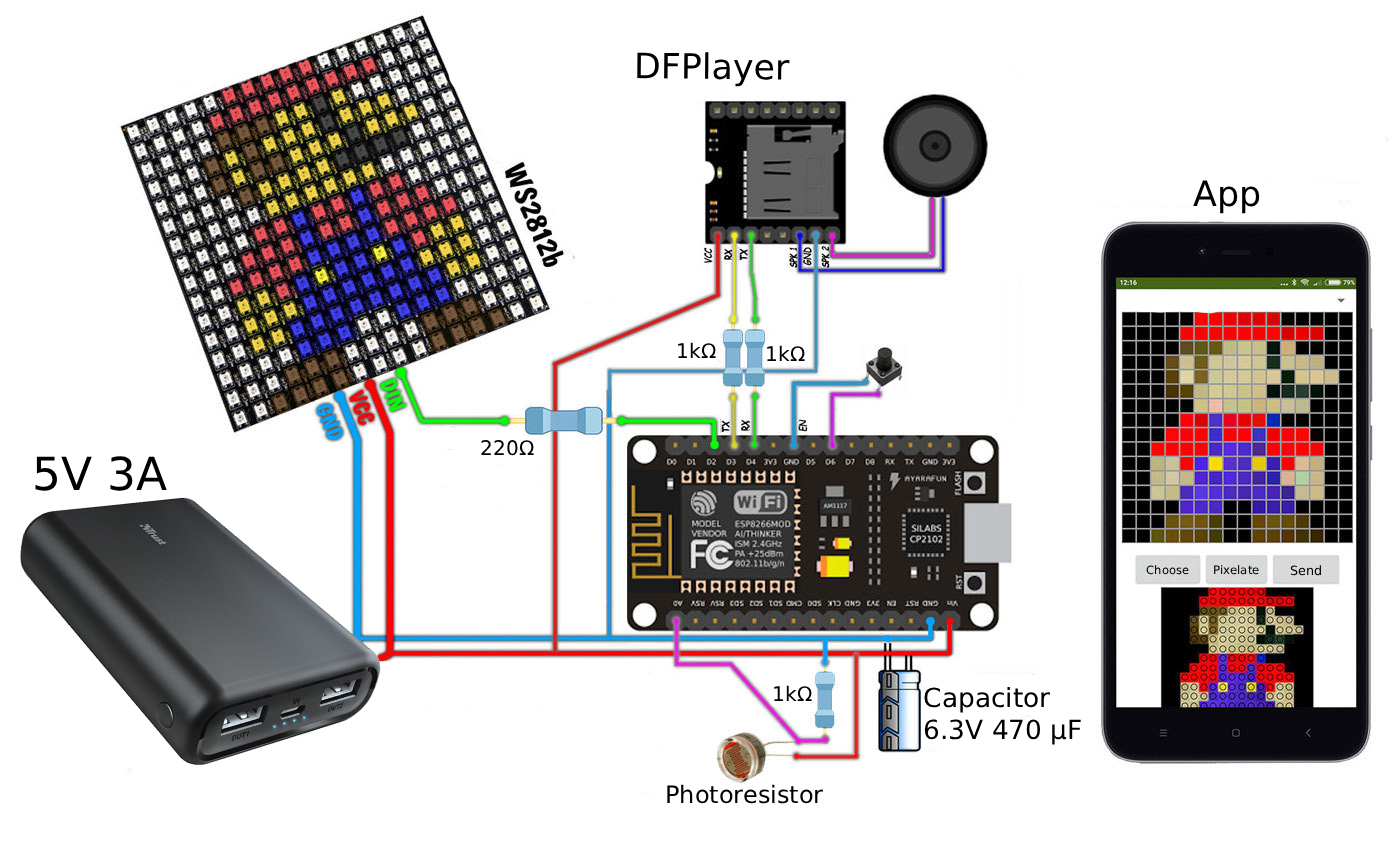 DFPlayer
App
WS2812b
VCC
RX
TX
SPK 1
GND
SPK 2
12:16
79%
1kΩ
1kΩ
GND
VCC
DIN
220Ω
TX
RX
EN
5V 3A
D0 D1 D2 D3 D4 3V3 GND D5 D6 D7 D8 RX TX GND 3V3
AYARAFUN
FLASH
WiFi
AM1117
MODEL
VENDOR
ESP8266MOD
AI/THINKER
ISM 2.4GHz
PA +25dBm
802.11b/g/n
FC
SILABS
CP2102
RST
A0 RSV RSV SD3 SD2 SD1 CMD SD0 CLK GND 3V3 EN RST GND Vin
Trust
Choose
Pixelate
Send
1kΩ
Capacitor
6.3V 470 µF
IN
OUT1
OUT2
Photoresistor